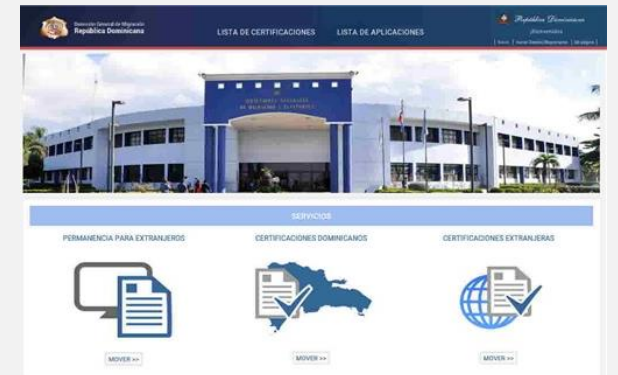 Dirección General de Migración
República Dominicana
LISTA DE CERTIFICACIONES
LISTA DE APLICACIONES
República Dominicana
¡Bienvenidos
SERVICIOS
PERMANENCIA PARA EXTRANJEROS
CERTIFICACIONES DOMINICANOS
CERTIFICACIONES EXTRANJERAS
MOVER >>
MOVER >>
MOVER >>